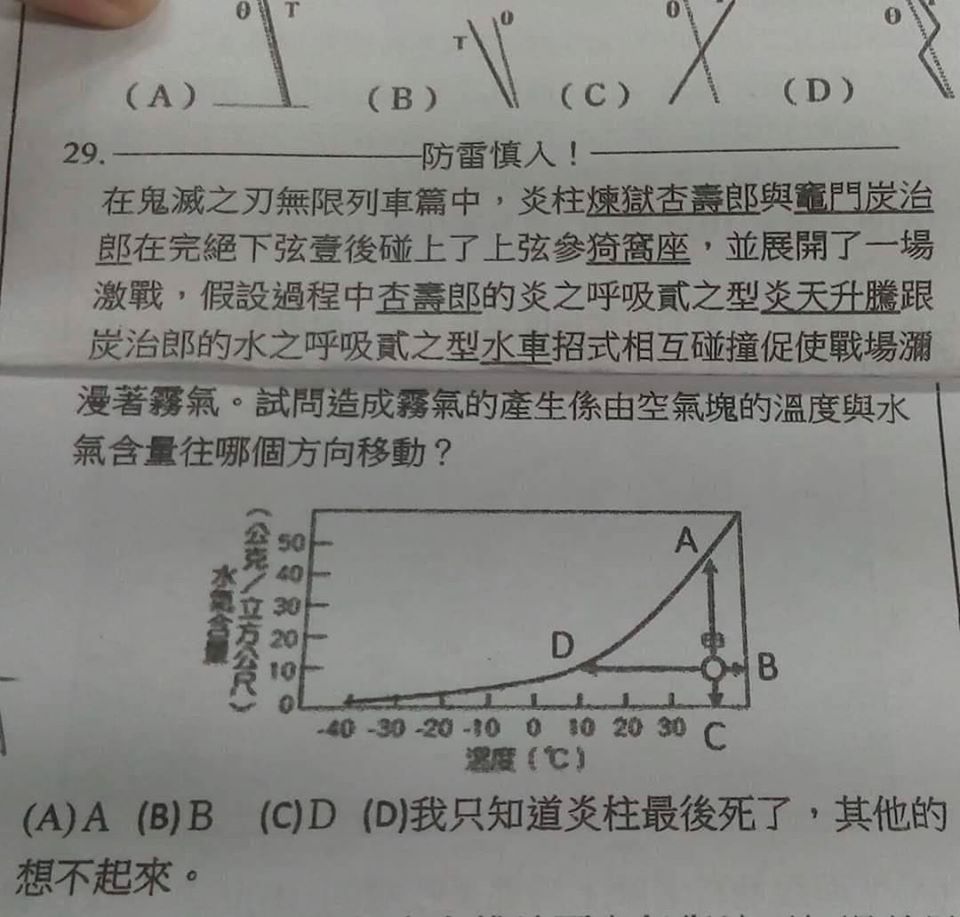 θ T T θ θ θ
(A) (B) (C) (D)
29. 防雷慎入！
在鬼滅之刃無限列車篇中，炎柱煉獄杏壽郎與竈門炭治
郎在完絕下弦壹後碰上了上弦參猗窩座，並展開了一場
激戰，假設過程中杏壽郎的炎之呼吸貳之型炎天升騰跟
炭治郎的水之呼吸貳之型水車招式相互碰撞促使戰場瀰
漫著霧氣。試問造成霧氣的產生係由空氣塊的溫度與水
氣含量往哪個方向移動？
水氣含量
（公克／立方公尺）
50
40
30
20
10
0
A
甲
D
B
-40 -30 -20 -10 0 10 20 30 C
溫度（℃）
(A)A (B)B (C)D (D)我只知道炎柱最後死了，其他的
想不起來。